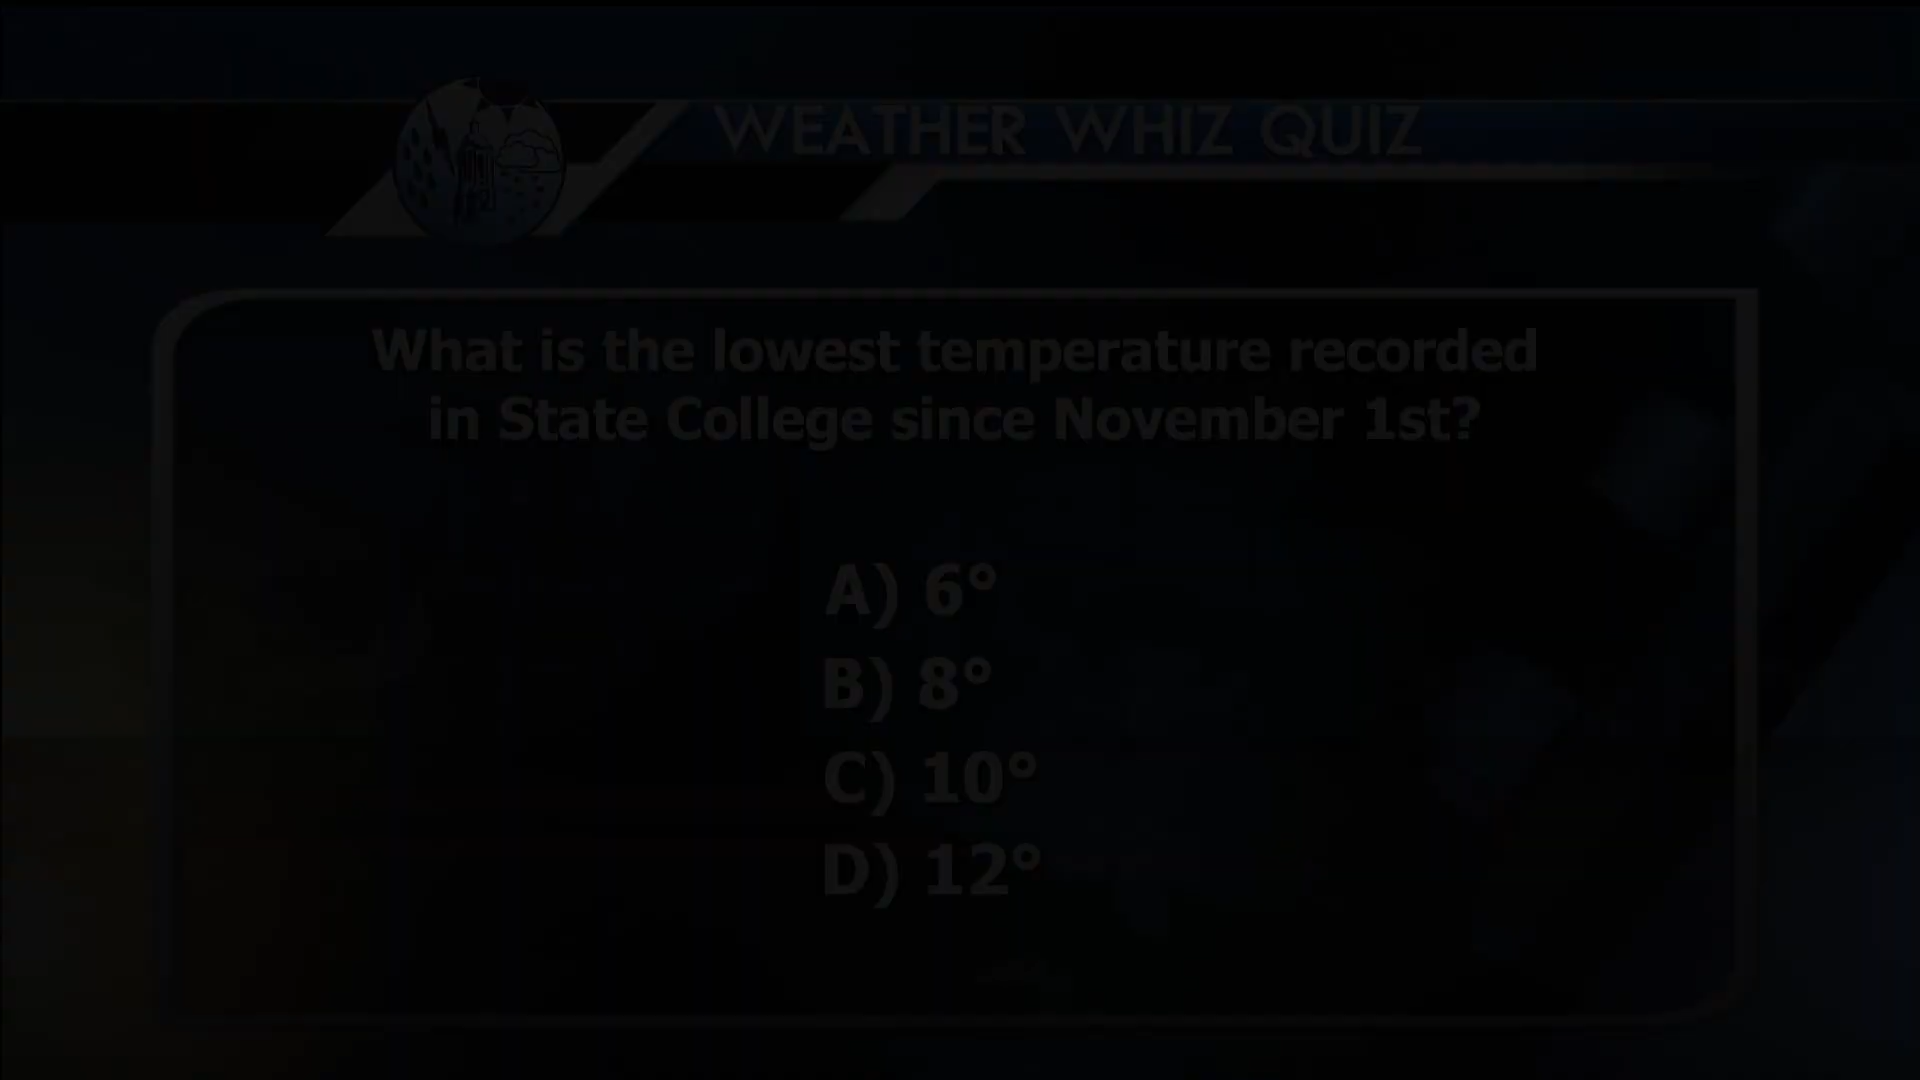 WEATHER WHIZ QUIZ
What is the lowest temperature recorded
in State College since November 1st?
A) 6°
B) 8°
C) 10°
D) 12°